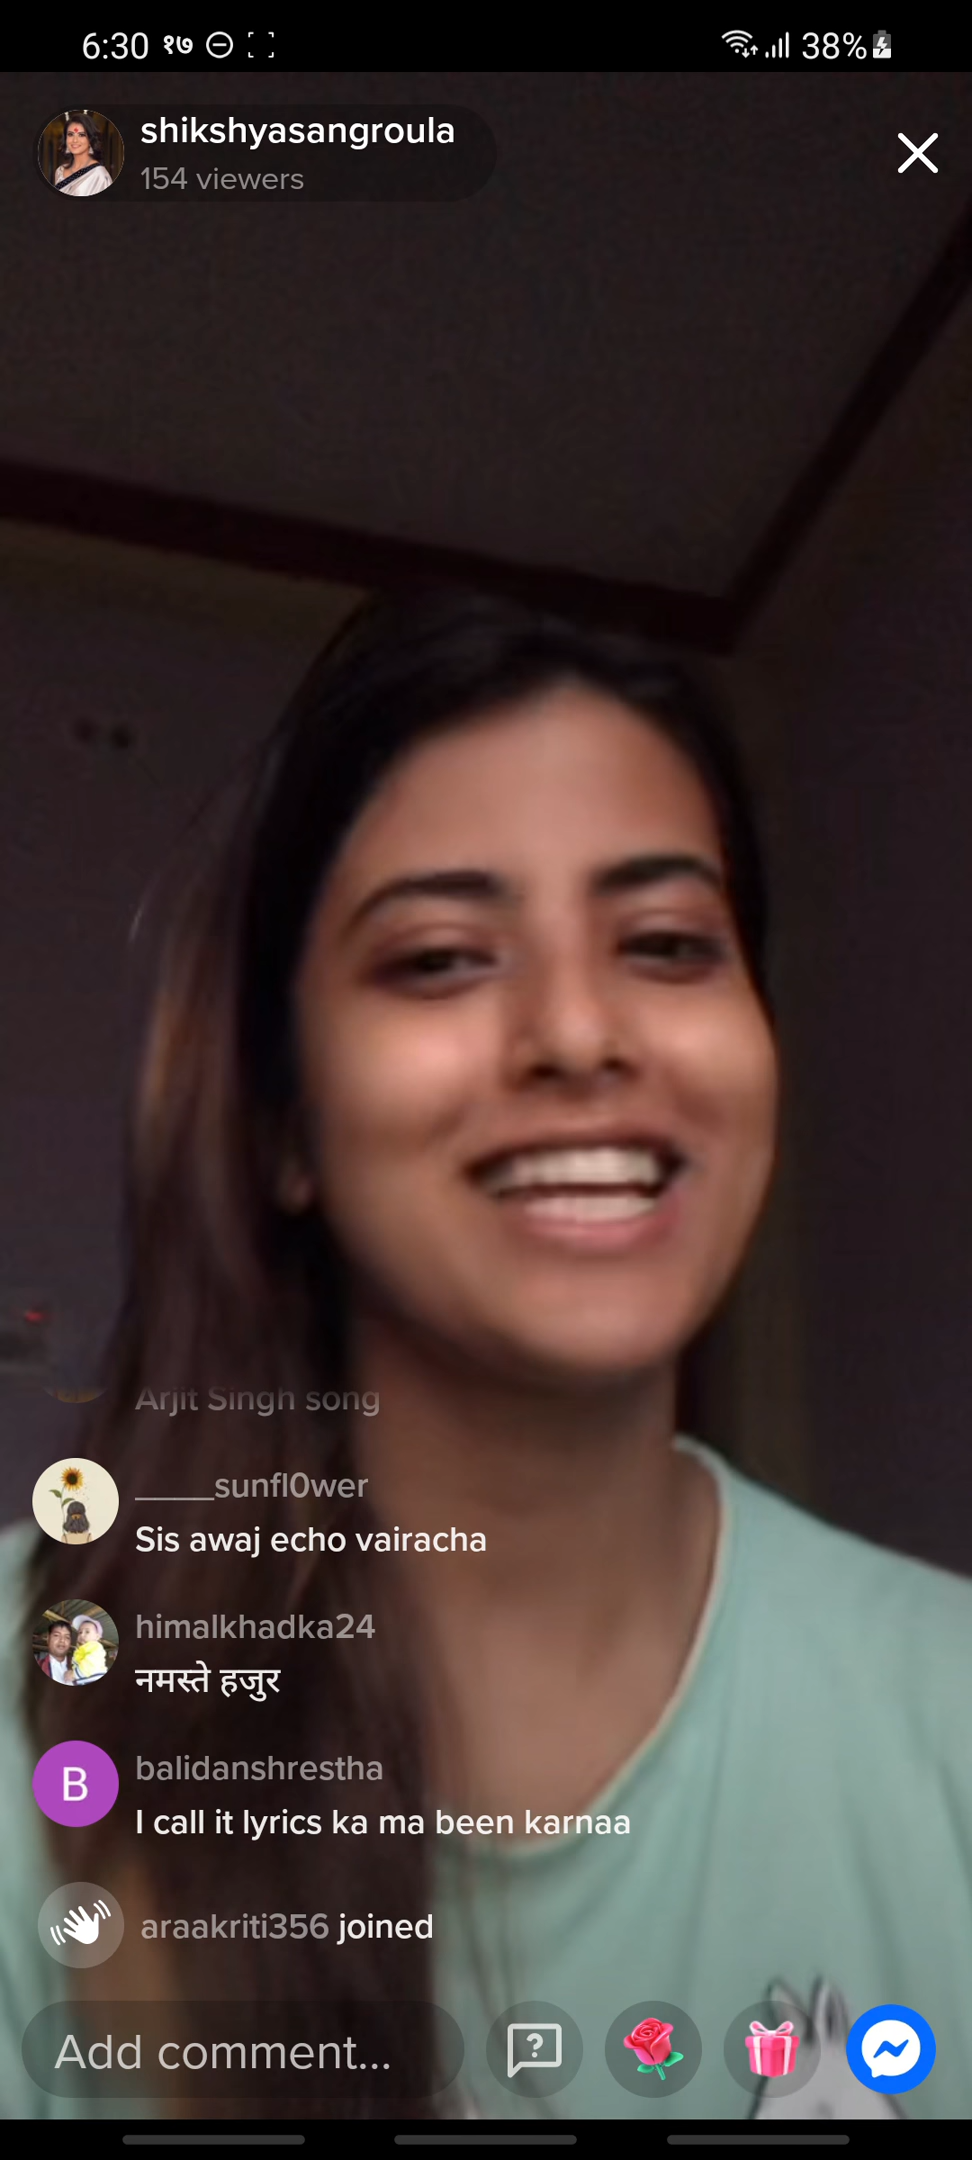 6:30 १७ 38%
shikshyasangroula
154 viewers
Arjit Singh song
____sunfl0wer
Sis awaj echo vairacha
himalkhadka24
नमस्ते हजुर
balidanshrestha
B
I call it lyrics ka ma been karnaa
araakriti356 joined
Add comment...
?